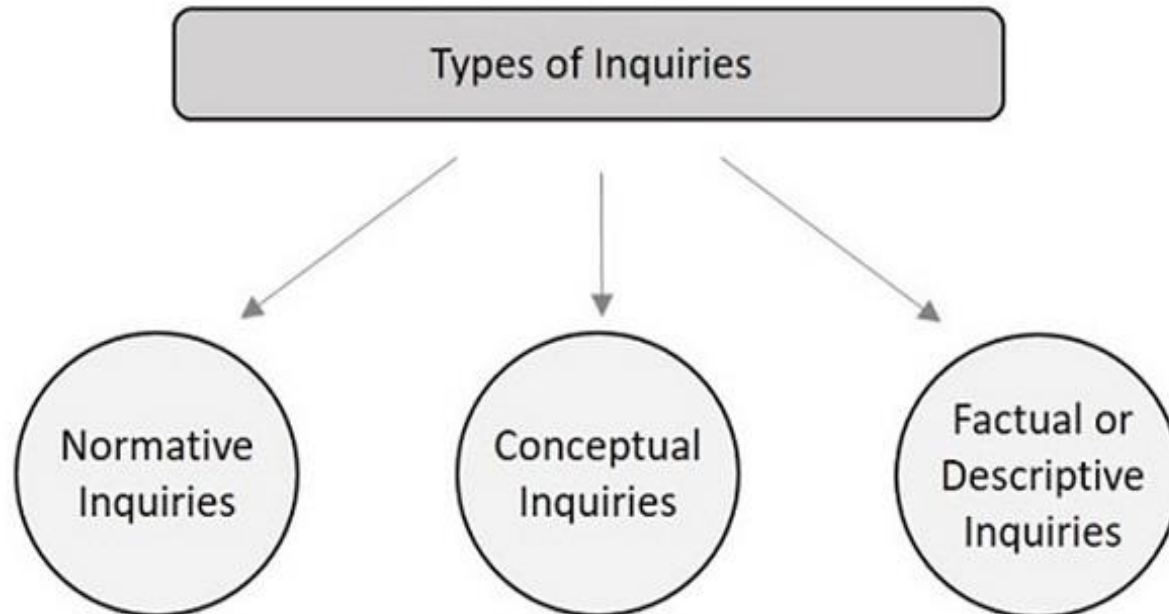 Types of Inquiries
Normative
Inquiries
Conceptual
Inquiries
Factual or
Descriptive
Inquiries